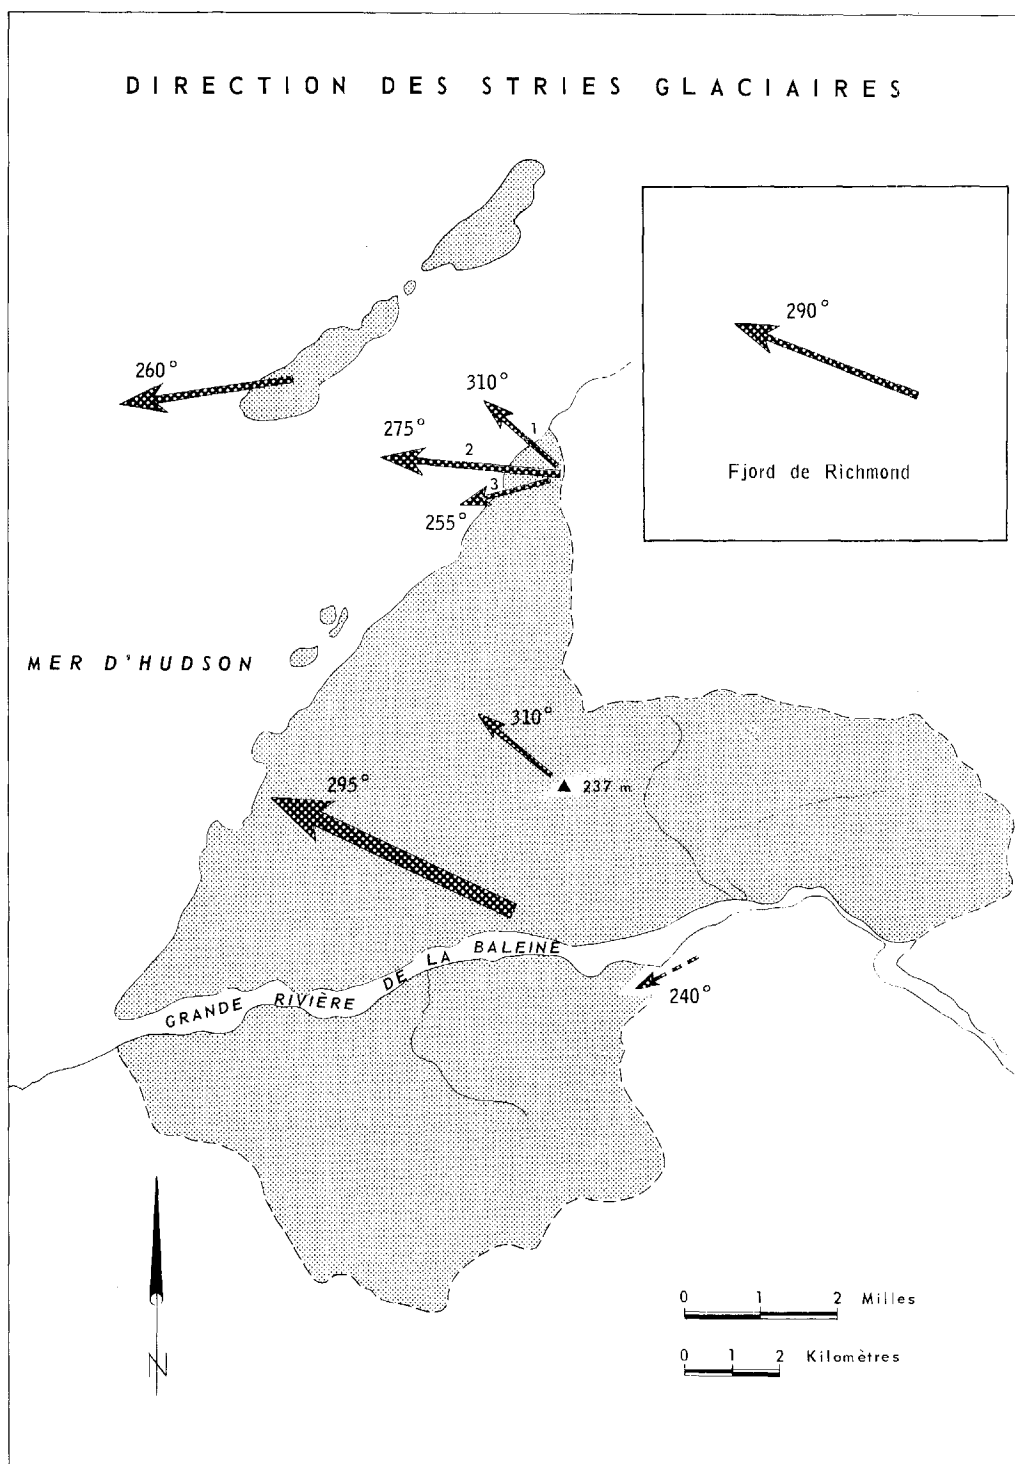 DIRECTION DES STRIES GLACIAIRES
290°
Fjord de Richmond
260°
310°
1
275°
2
3
255°
MER D'HUDSON
310°
237 m
295°
GRANDE RIVIÈRE DE LA BALEINE
240°
N
0 1 2 Milles
0 1 2 Kilomètres